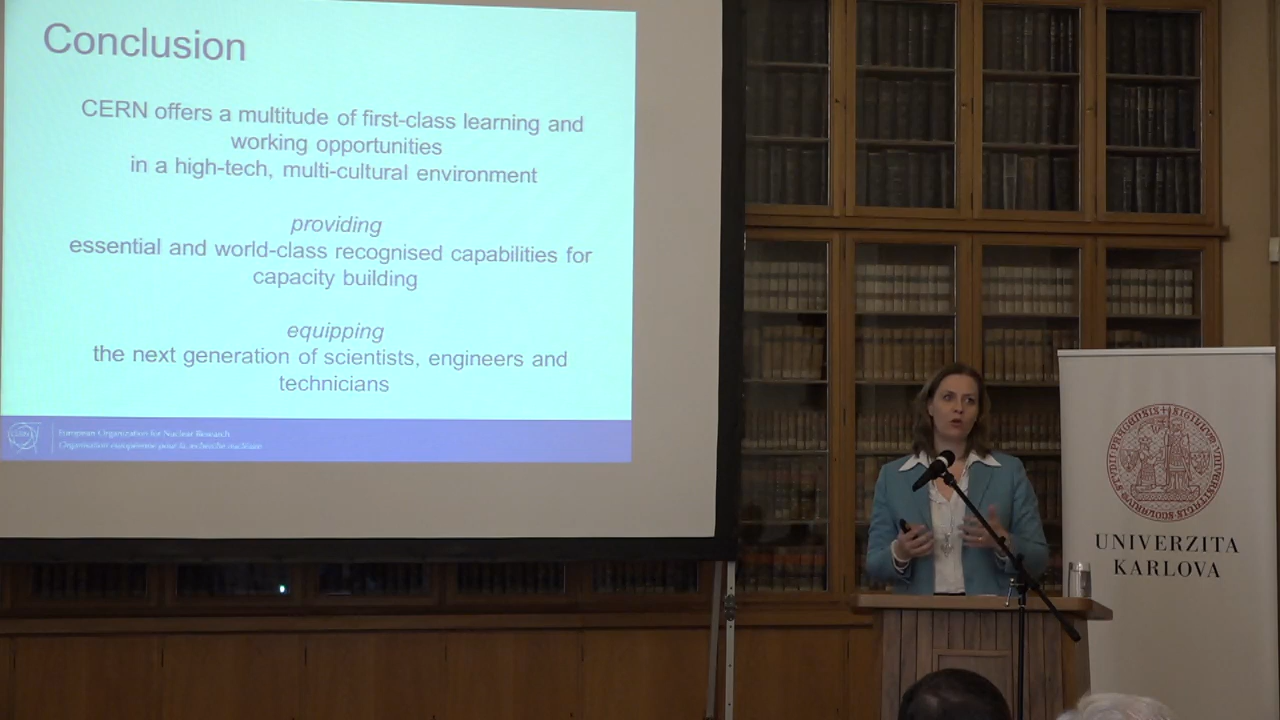 Conclusion
CERN offers a multitude of first-class learning and
working opportunities
in a high-tech, multi-cultural environment
providing
essential and world-class recognised capabilities for
capacity building
equipping
the next generation of scientists, engineers and
technicians
CERN
European Organization for Nuclear Research
Organisation européenne pour la recherche nucléaire
UNIVERZITA
KARLOVA